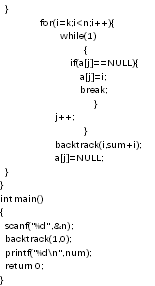 }
for(i=k;i<n;i++){
while(1)
{
if(a[j]==NULL){
a[j]=i;
break;
}
j++;
}
backtrack(i,sum+i);
a[j]=NULL;
}
}
int main()
{
scanf("%d",&n);
backtrack(1,0);
printf("%d\n",num);
return 0;
}